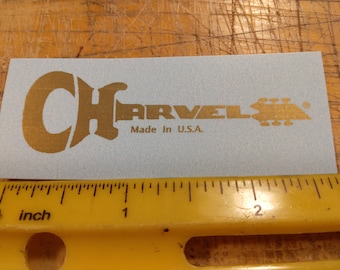 CHARVEL®
Made In U.S.A.
inch 1 2